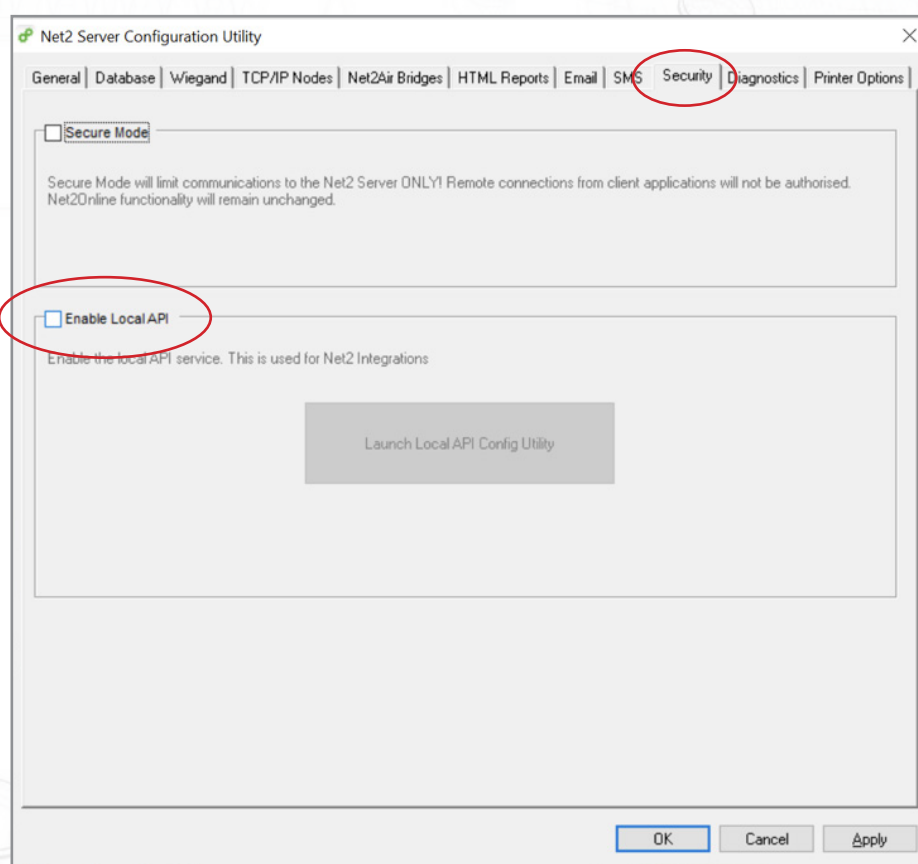 Net2 Server Configuration Utility
General Database Wiegand TCP/IP Nodes Net2Air Bridges HTML Reports Email SMS Security Diagnostics Printer Options
Secure Mode
Secure Mode will limit communications to the Net2 Server ONLY! Remote connections from client applications will not be authorised.
Net2Online functionality will remain unchanged.
Enable Local API
Enable the local API service. This is used for Net2 Integrations
Launch Local API Config Utility
OK Cancel Apply